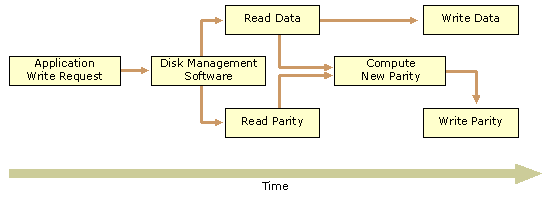 Read Data
Write Data
Application
Write Request
Disk Management
Software
Compute
New Parity
Read Parity
Write Parity
Time